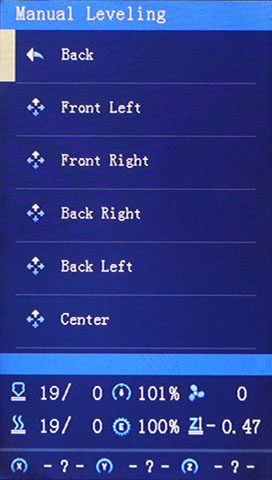 Manual Leveling
Back
Front Left
Front Right
Back Right
Back Left
Center
19/ 0 101% 0
19/ 0 E 100% Z -0.47
X -?- Y -?- Z -?-